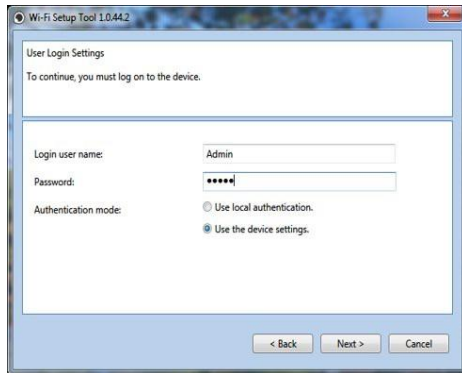 Wi-Fi Setup Tool 1.0.44.2
User Login Settings
To continue, you must log on to the device.
Login user name: Admin
Password: •••••
Authentication mode: Use local authentication.
Use the device settings.
< Back Next > Cancel